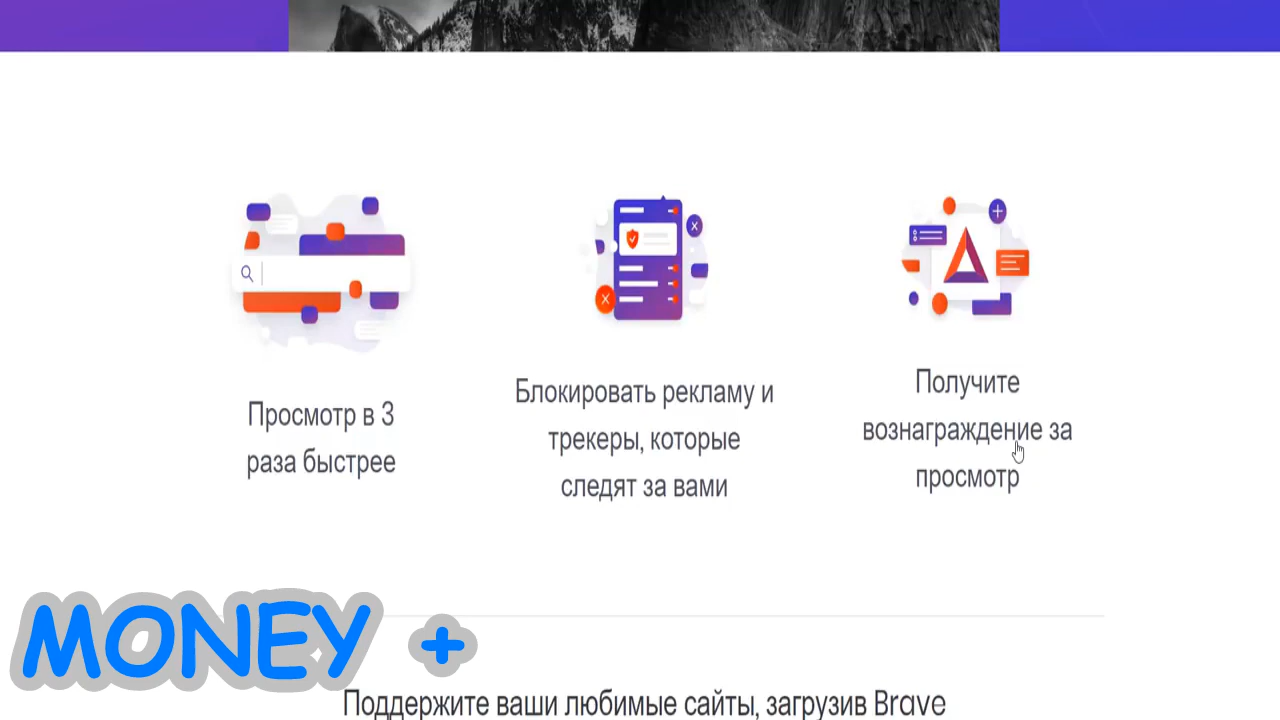 Просмотр в 3
раза быстрее
Блокировать рекламу и
трекеры, которые
следят за вами
Получите
вознаграждение за
просмотр
MONEY +
Поддержите ваши любимые сайты, загрузив Brave